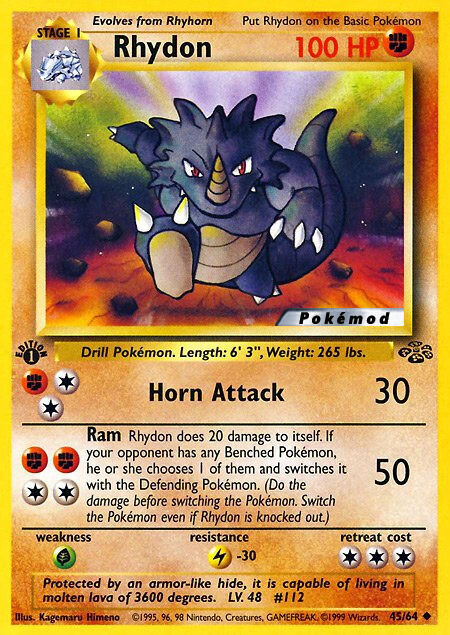 Evolves from Rhyhorn
Put Rydon on the Basic Pokémon
STAGE 1
Rhydon
100 HP
Pokémod
EDITION
1
Drill Pokémon. Length: 6' 3", Weight: 265 lbs.
Horn Attack
30
Ram Rhydon does 20 damage to itself. If
your opponent has any Benched Pokémon,
he or she chooses 1 of them and switches it
with the Defending Pokémon. (Do the
damage before switching the Pokémon. Switch
the Pokémon even if Rhydon is knocked out.)
50
weakness
resistance
retreat cost
-30
Protected by an armor-like hide, it is capable of living in
molten lava of 3600 degrees. LV. 48 #112
Illus. Kagemaru Himeno
©1995, 96, 98 Nintendo, Creatures, GAMEFREAK. ©1999 Wizards.
45/64